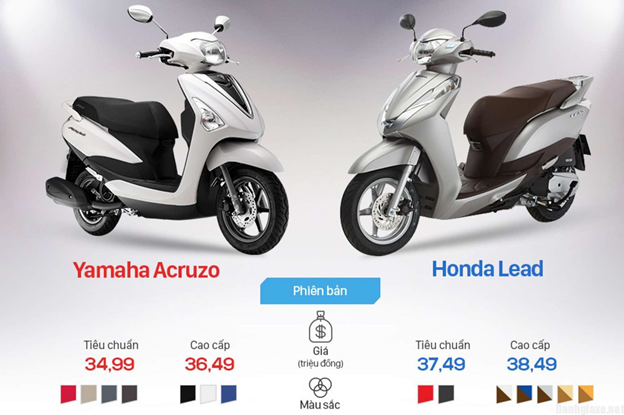 Yamaha Acruzo
Honda Lead
Phiên bản
Tiêu chuẩn
34,99
Cao cấp
36,49
Giá
(triệu đồng)
Tiêu chuẩn
37,49
Cao cấp
38,49
Màu sắc